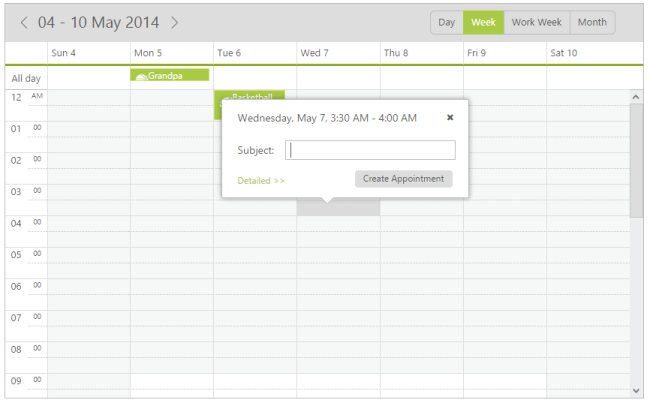 04 - 10 May 2014
Day Week Work Week Month
Sun 4 Mon 5 Tue 6 Wed 7 Thu 8 Fri 9 Sat 10
All day Grandpa
12 AM Basketball
Wednesday, May 7, 3:30 AM - 4:00 AM
01 00
Subject:
02 00
Detailed >> Create Appointment
03 00
04 00
05 00
06 00
07 00
08 00
09 00